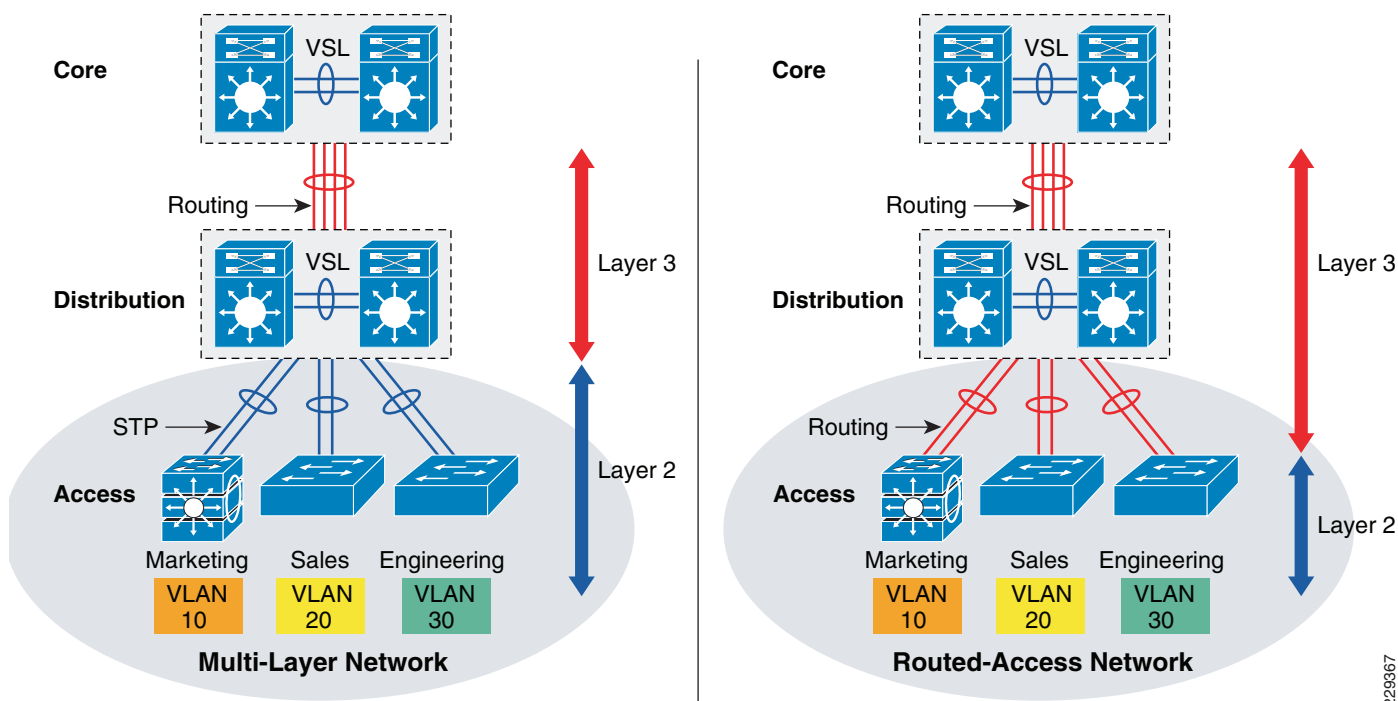 VSL
Core
Routing
VSL
Layer 3
Distribution
STP
Layer 2
Access
Marketing
Sales
Engineering
VLAN
10
VLAN
20
VLAN
30
Multi-Layer Network
VSL
Core
Routing
VSL
Layer 3
Distribution
Routing
Access
Layer 2
Marketing
Sales
Engineering
VLAN
10
VLAN
20
VLAN
30
Routed-Access Network
229367